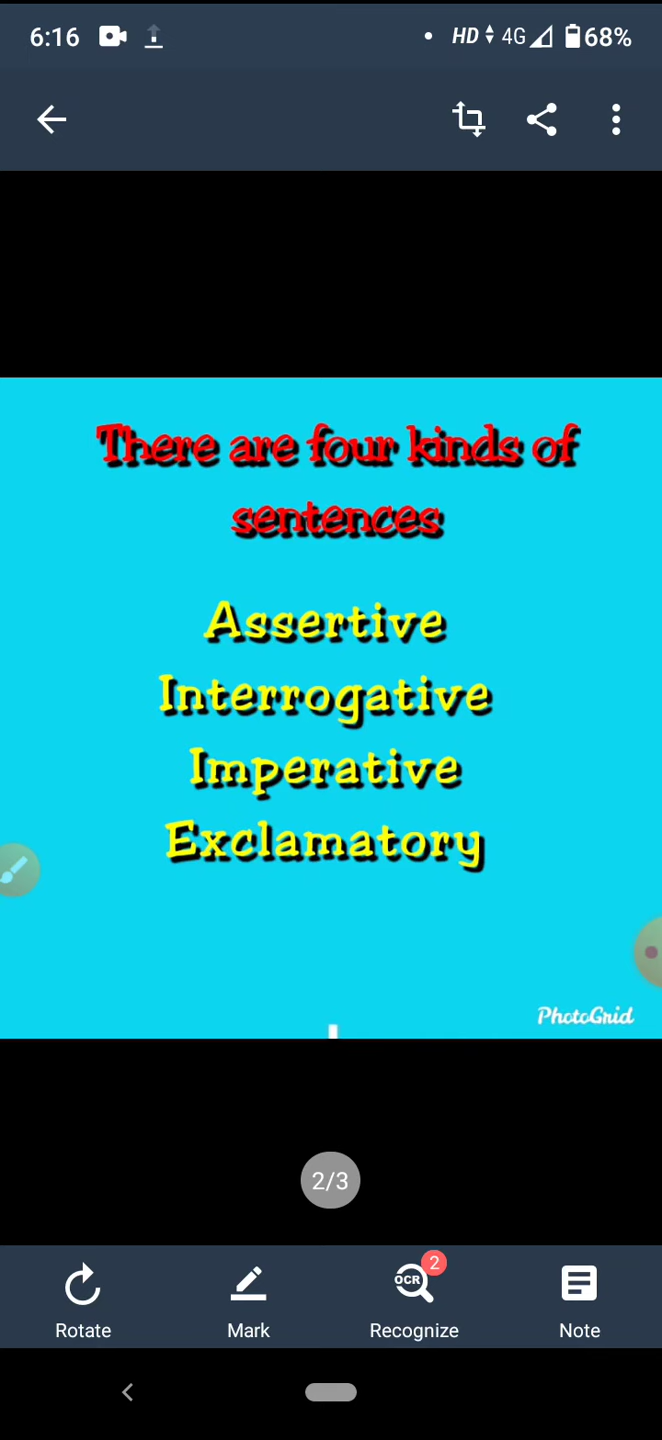 6:16
HD 4G 68%
There are four kinds of
sentences
Assertive
Interrogative
Imperative
Exclamatory
PhotoGrid
2/3
OCR 2
Rotate Mark Recognize Note